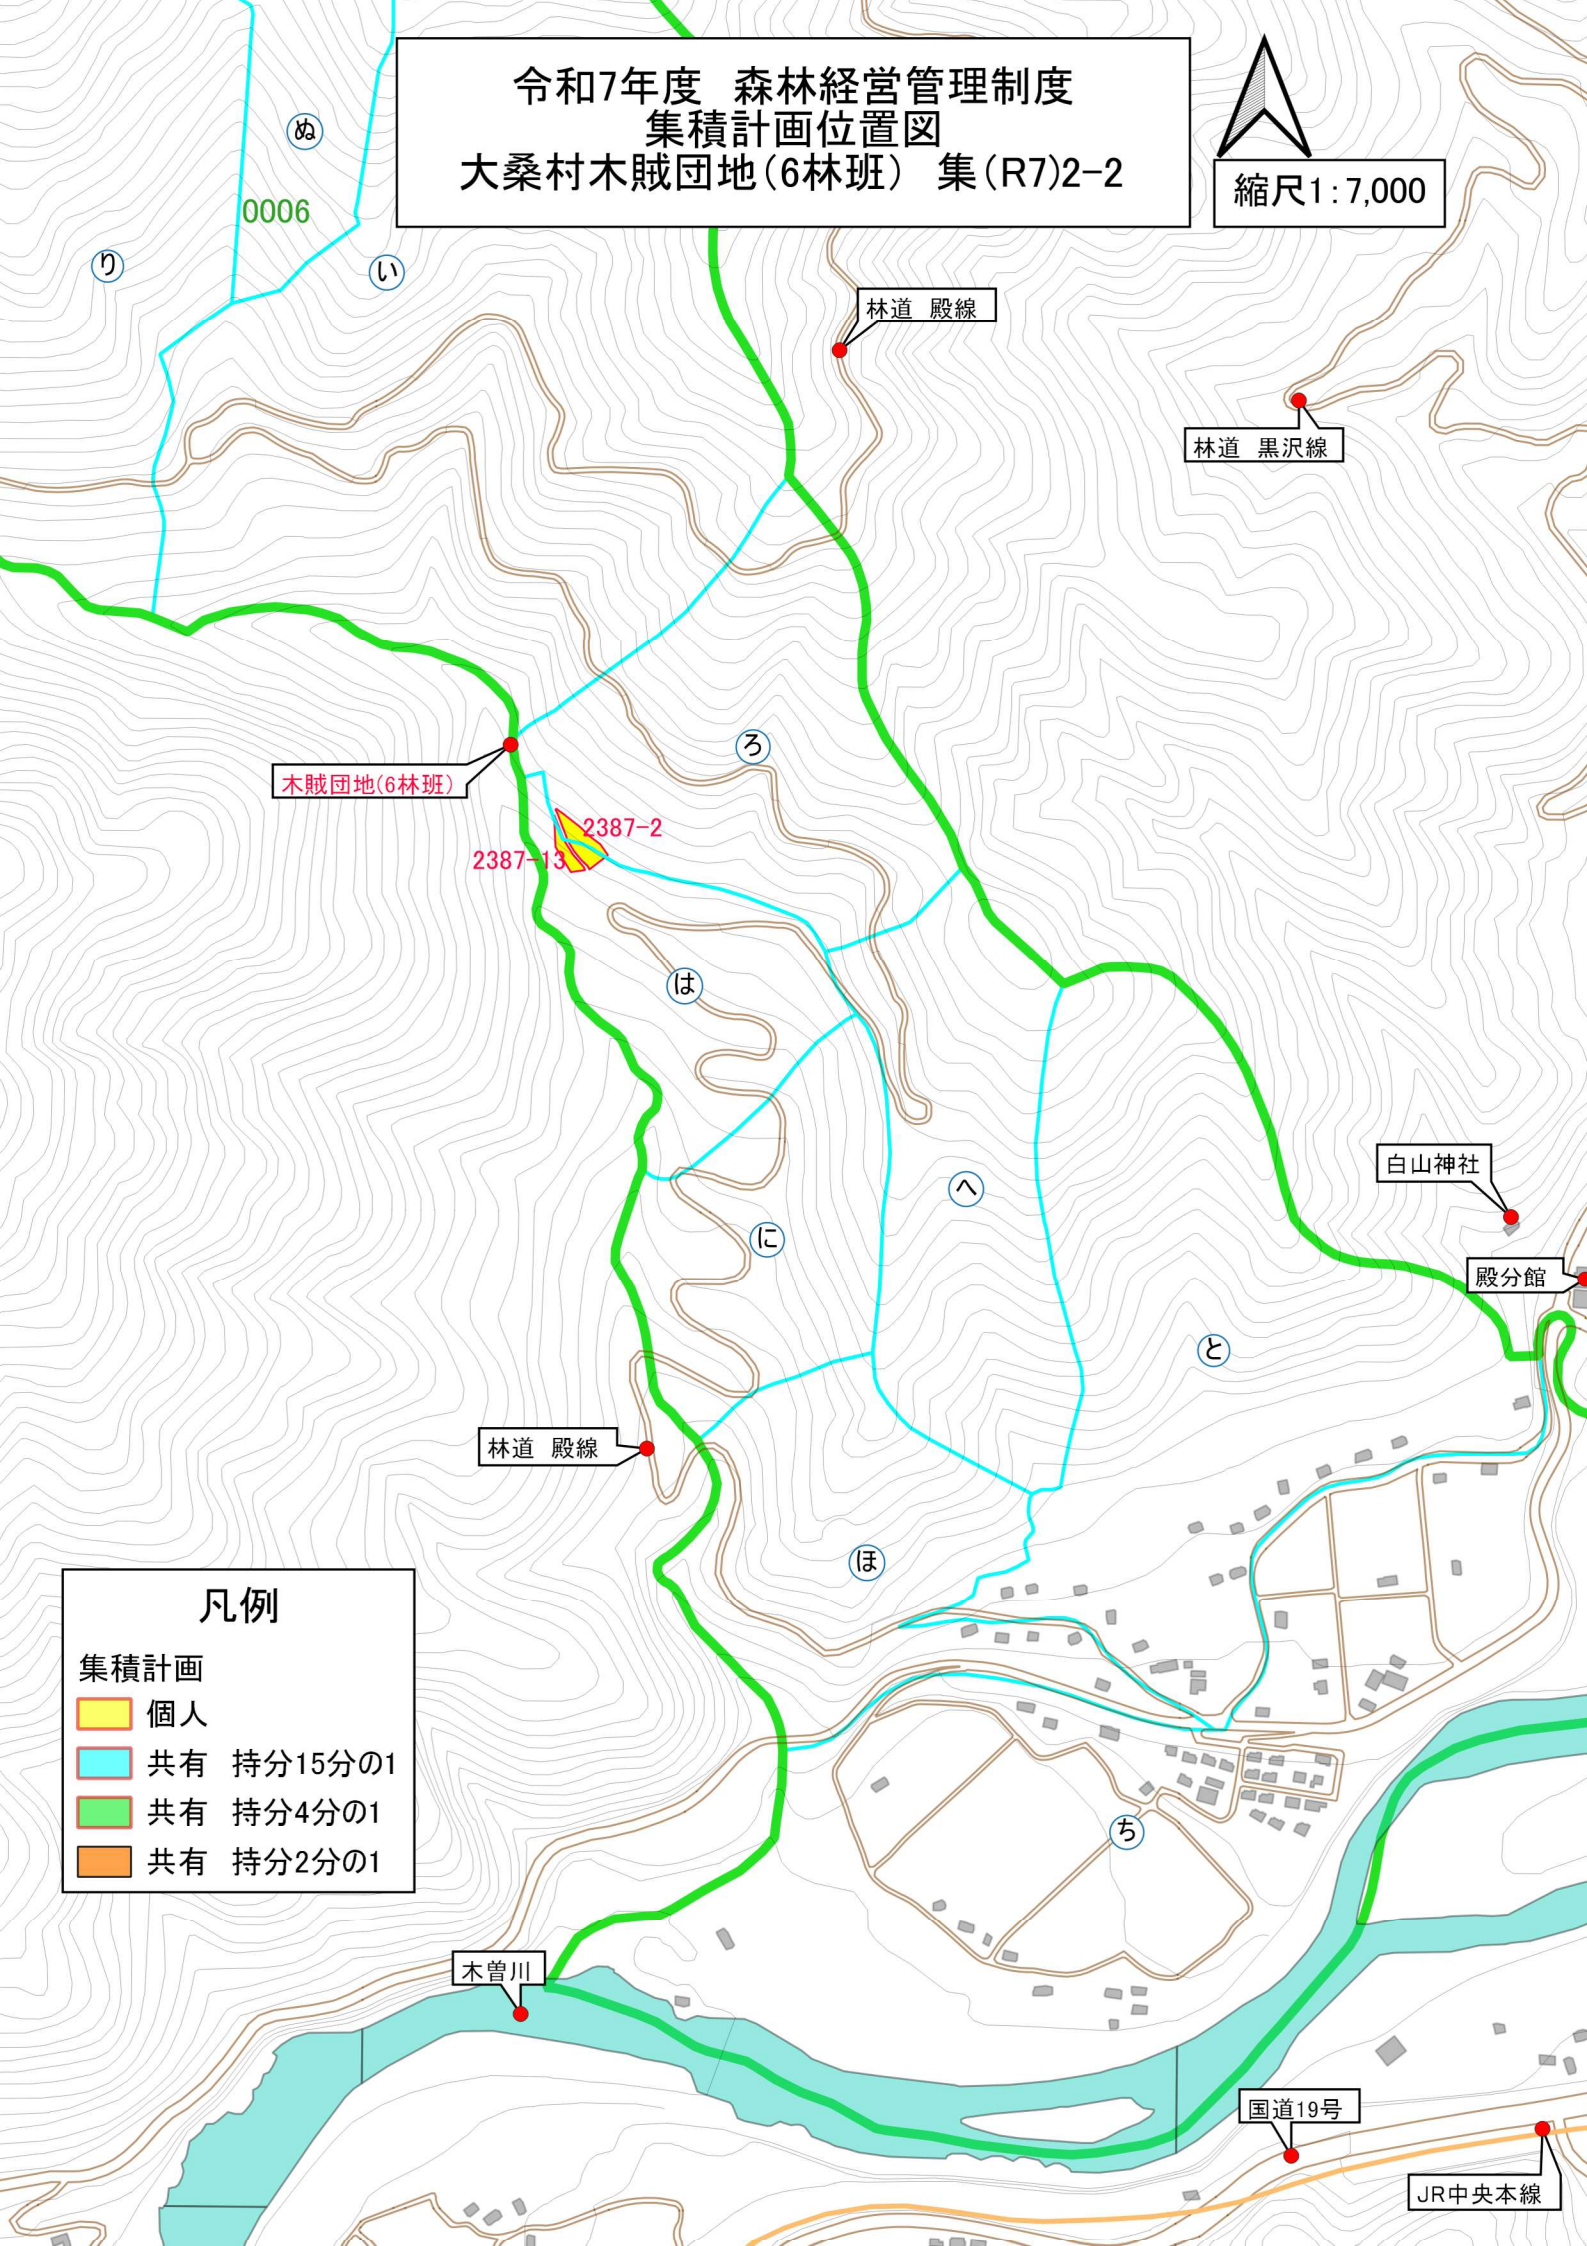 令和7年度 森林経営管理制度
集積計画位置図
大桑村木賊団地(6林班) 集(R7)2-2
縮尺1:7,000
ぬ
0006
り
い
林道 殿線
林道 黒沢線
ろ
木賊団地(6林班)
2387-2
2387-13
は
白山神社
へ
に
殿分館
と
林道 殿線
ほ
凡例
集積計画
個人
共有 持分15分の1
共有 持分4分の1
共有 持分2分の1
ち
木曽川
国道19号
JR中央本線